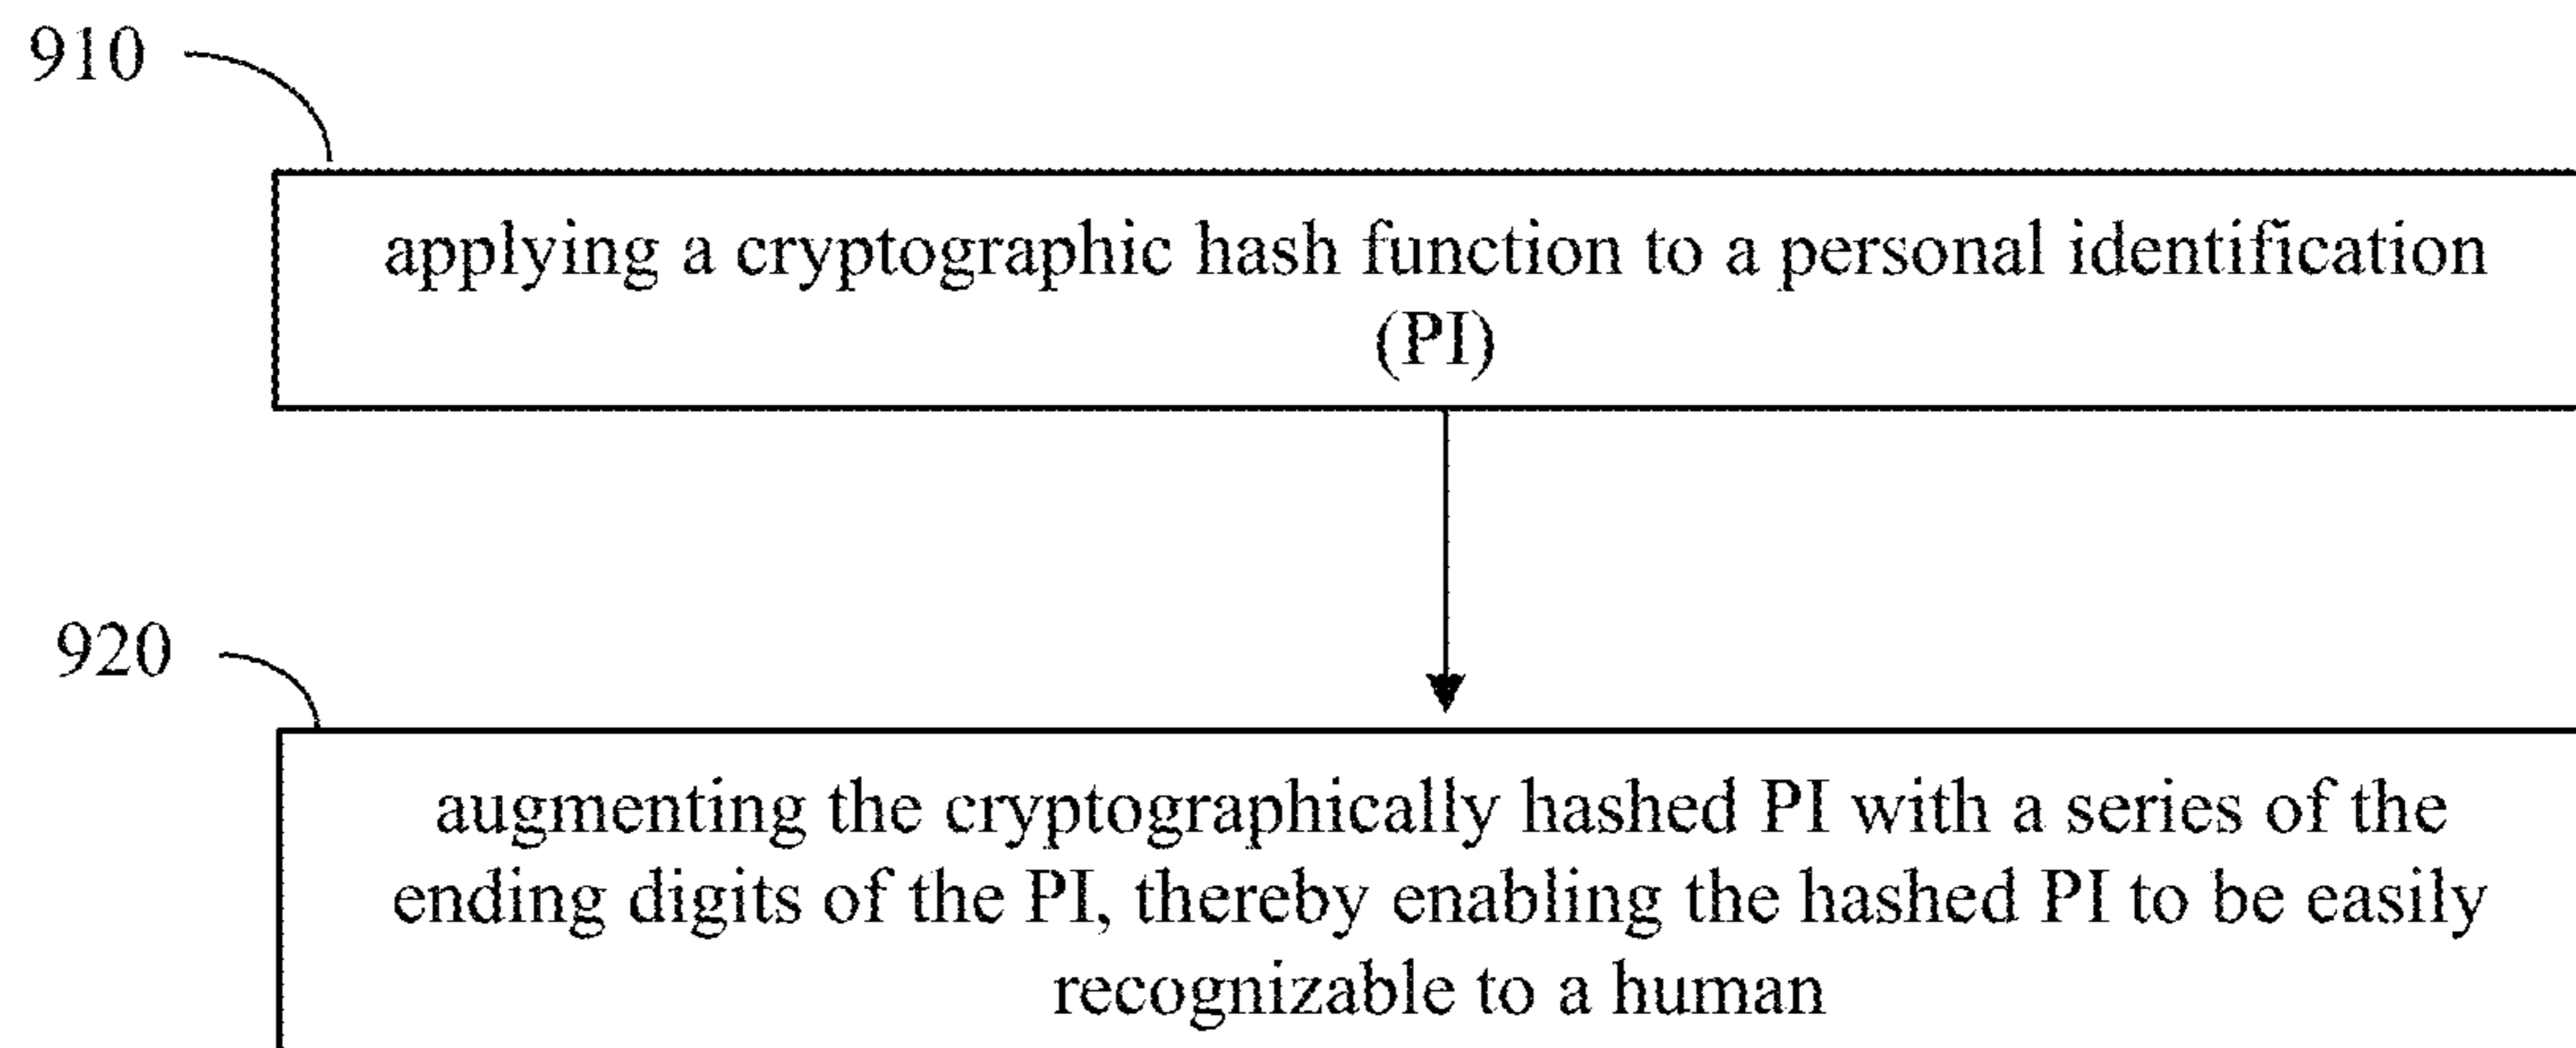 910
applying a cryptographic hash function to a personal identification
(PI)
920
augmenting the cryptographically hashed PI with a series of the
ending digits of the PI, thereby enabling the hashed PI to be easily
recognizable to a human